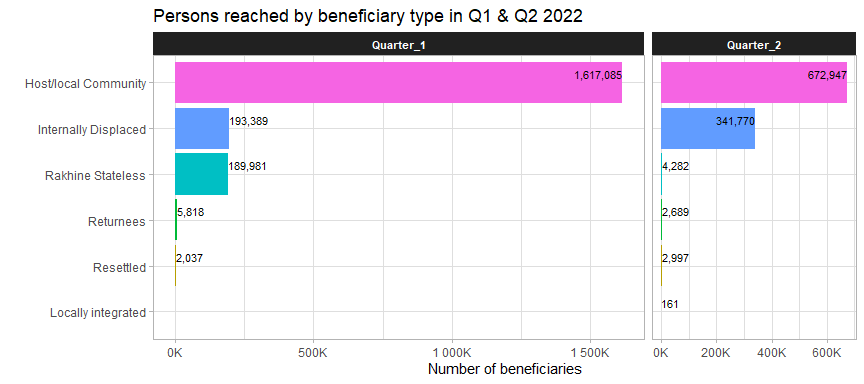 Persons reached by beneficiary type in Q1 & Q2 2022
Quarter_1
Quarter_2
Host/local Community 1,617,085 672,947
Internally Displaced 193,389 341,770
Rakhine Stateless 189,981 4,282
Returnees 5,818 2,689
Resettled 2,037 2,997
Locally integrated 161
0K 500K 1 000K 1 500K 0K 200K 400K 600K
Number of beneficiaries